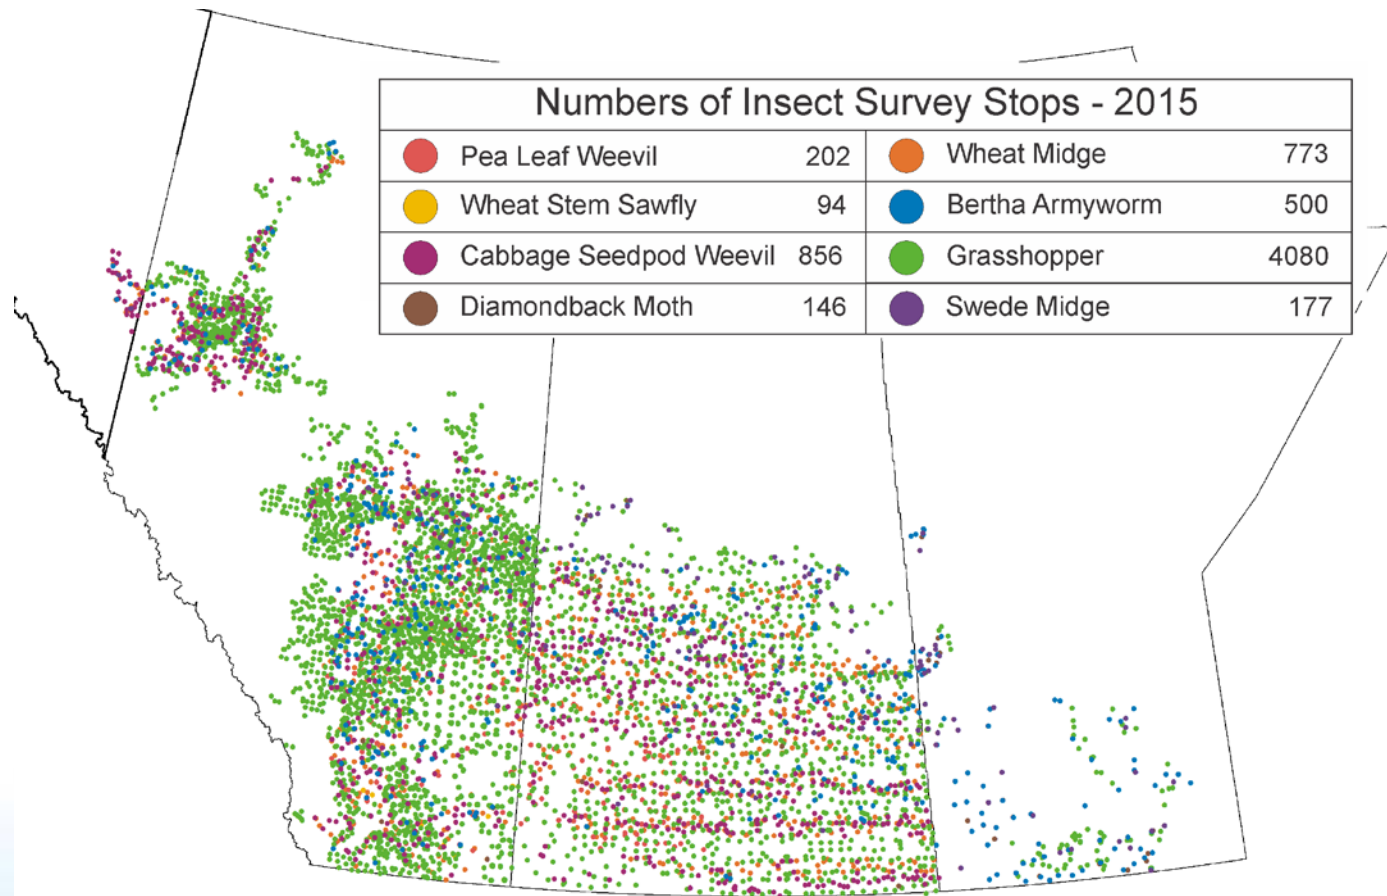 Numbers of Insect Survey Stops - 2015
Pea Leaf Weevil 202 Wheat Midge 773
Wheat Stem Sawfly 94 Bertha Armyworm 500
Cabbage Seedpod Weevil 856 Grasshopper 4080
Diamondback Moth 146 Swede Midge 177